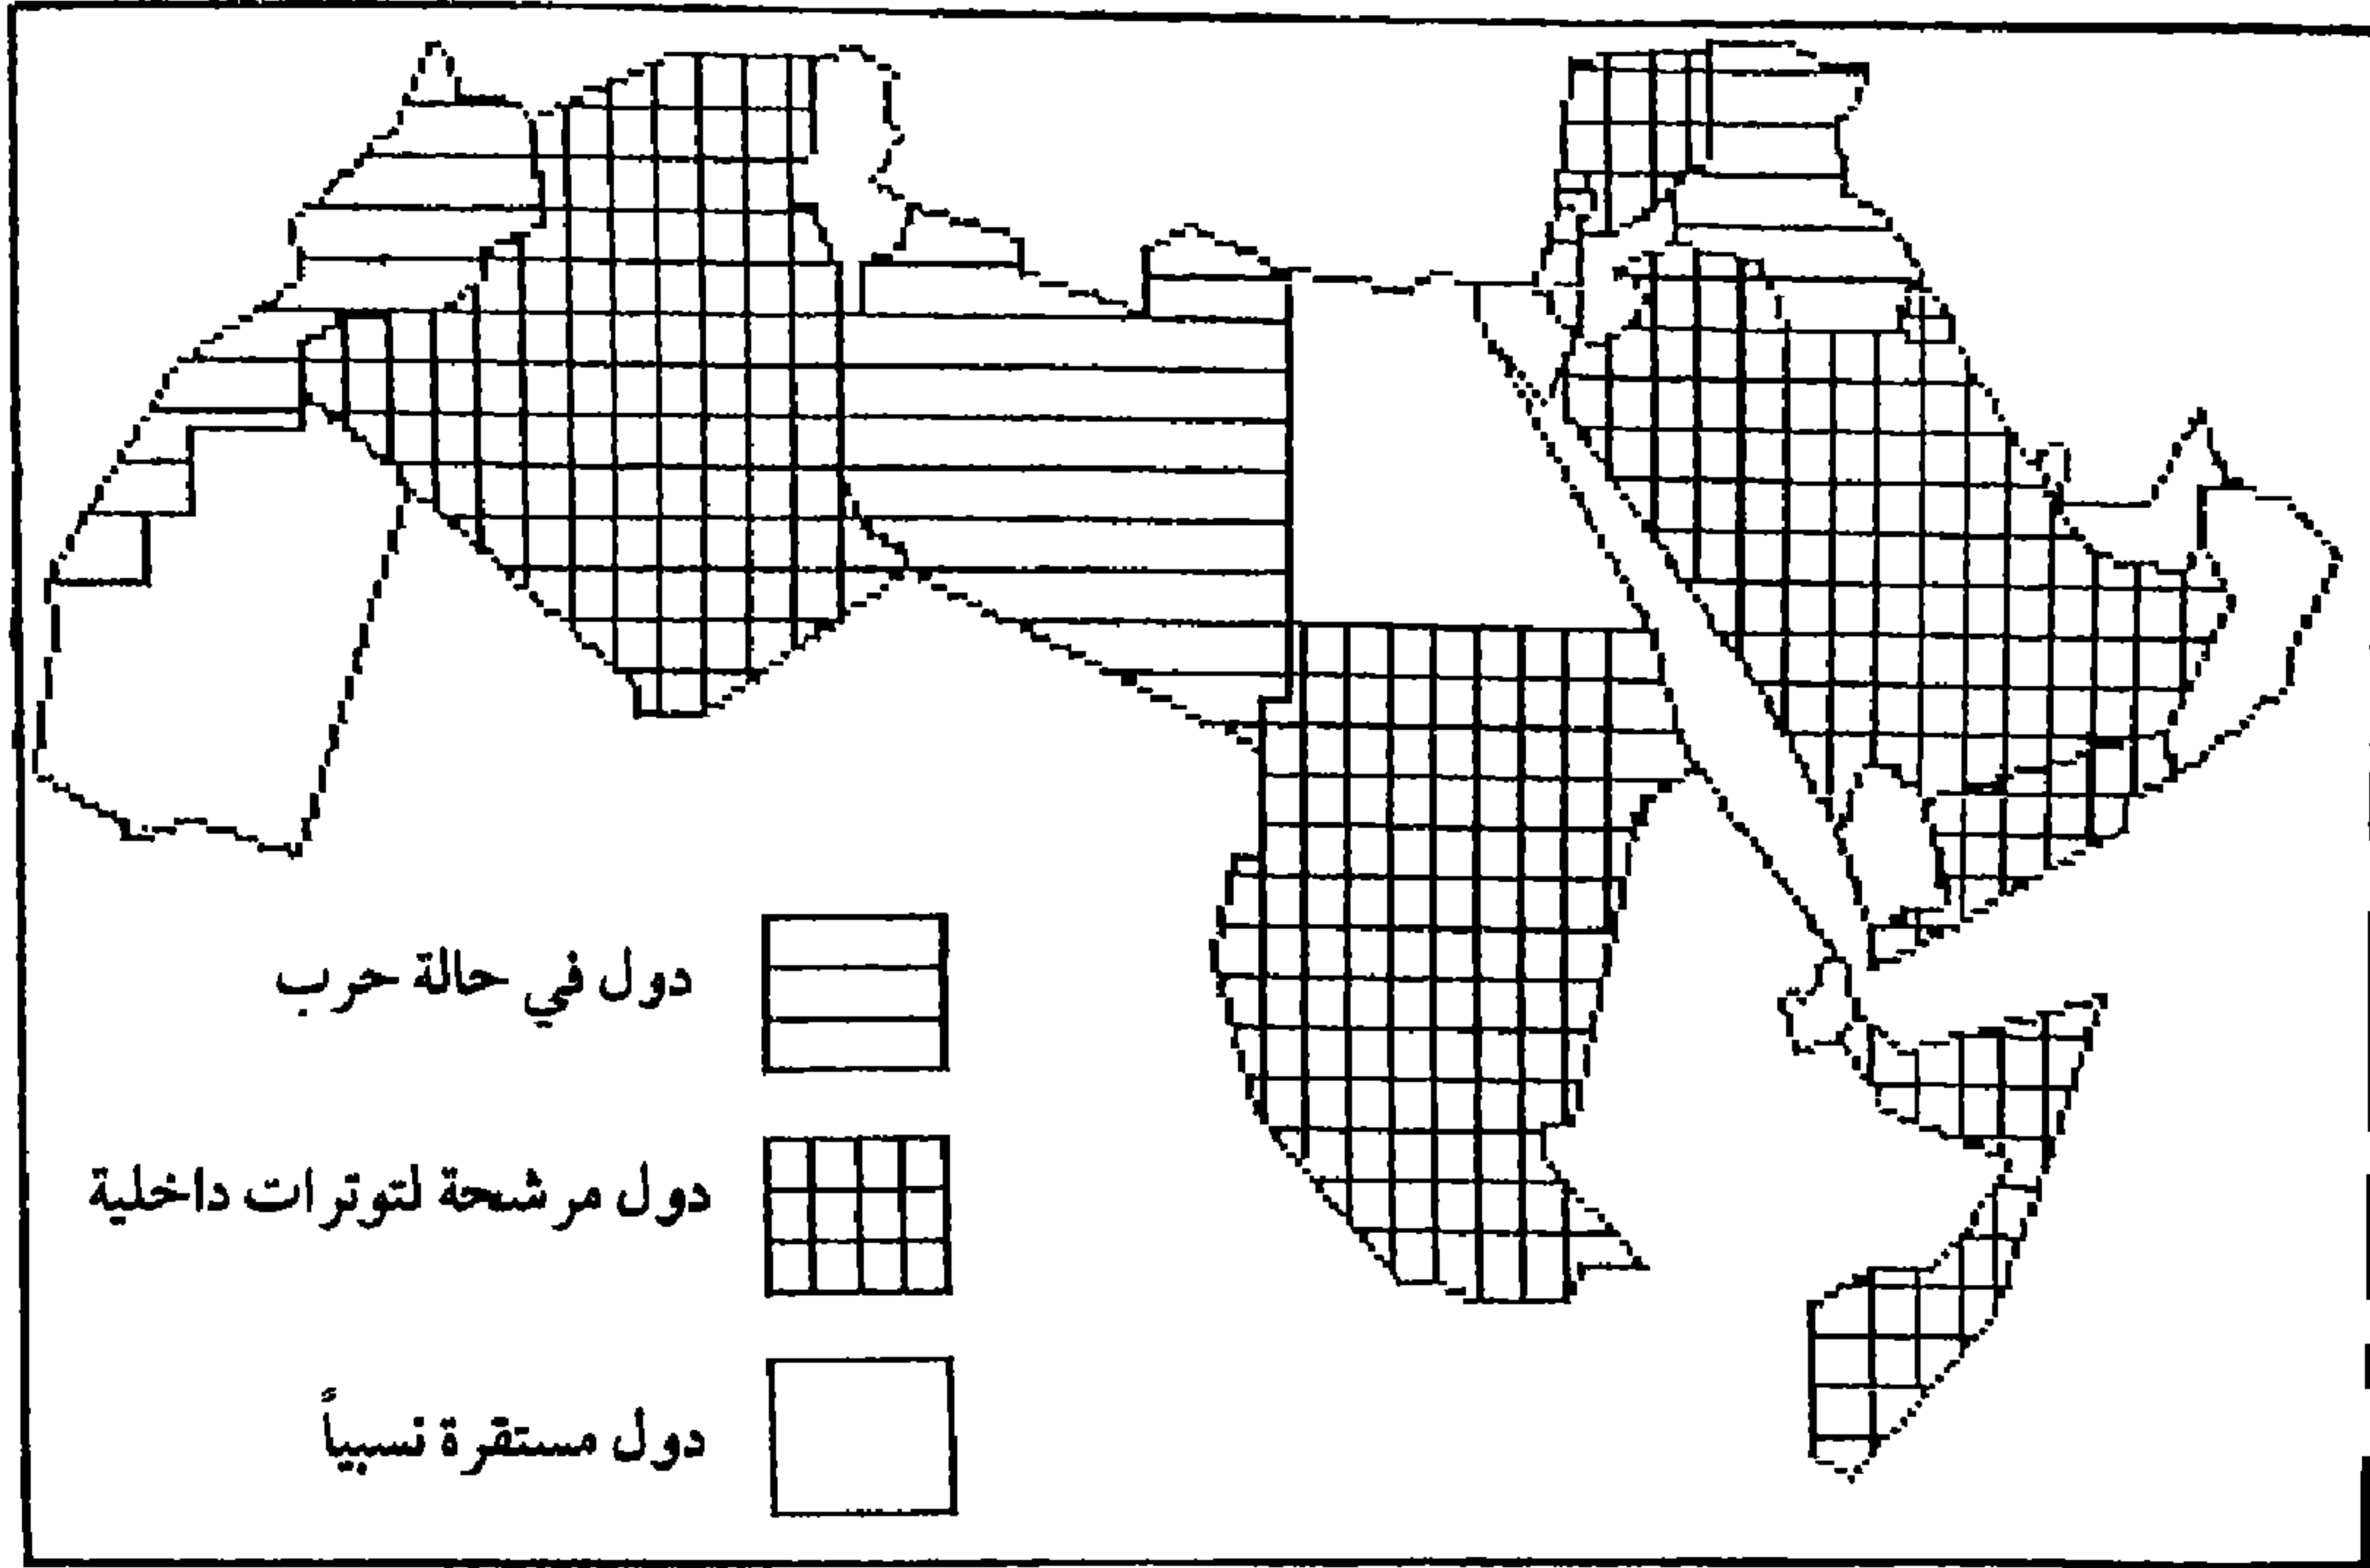 دول في حالة حرب
دول مرشحة لتوترات داخلية
دول مستقرة نسبياً